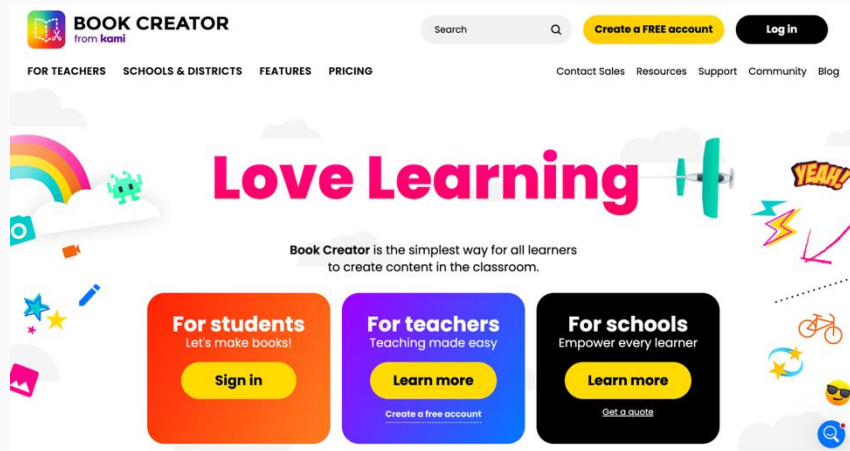 BOOK CREATOR
from kami
Search
Create a FREE account
Log in
FOR TEACHERS SCHOOLS & DISTRICTS FEATURES PRICING
Contact Sales Resources Support Community Blog
Love Learning
YEAH!
Book Creator is the simplest way for all learners
to create content in the classroom.
For students
Let's make books!
Sign in
For teachers
Teaching made easy
Learn more
Create a free account
For schools
Empower every learner
Learn more
Get a quote